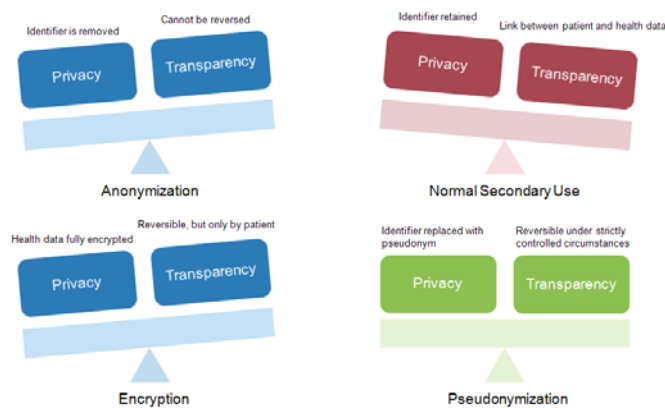 Cannot be reversed
Identifier is removed
Privacy
Transparency
Anonymization
Identifier retained
Link between patient and health data
Privacy
Transparency
Normal Secondary Use
Reversible, but only by patient
Health data fully encrypted
Privacy
Transparency
Encryption
Identifier replaced with
pseudonym
Reversible under strictly
controlled circumstances
Privacy
Transparency
Pseudonymization